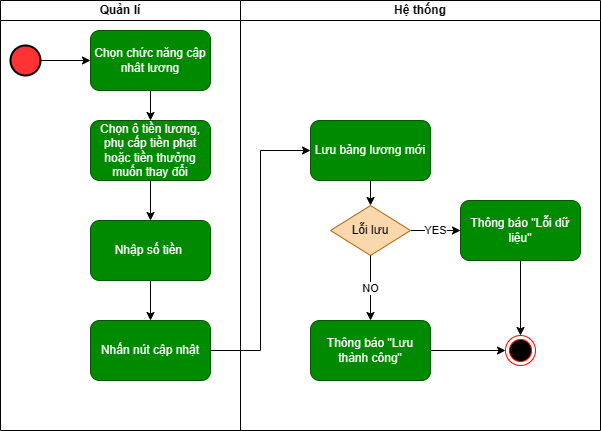 Quản lí
Hệ thống
Chọn chức năng cập
nhât lương
Chọn ô tiền lương,
phụ cấp tiền phạt
hoặc tiền thưởng
muốn thay đổi
Nhập số tiền
Nhấn nút cập nhật
Lưu bảng lương mới
Lỗi lưu
YES
Thông báo "Lỗi dữ
liệu"
NO
Thông báo "Lưu
thành công"